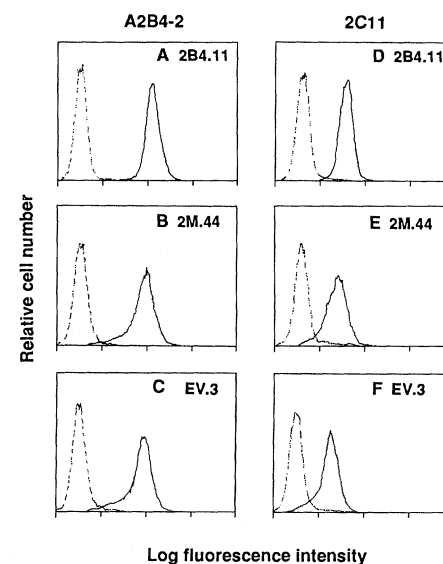 A2B4-2
2C11
A 2B4.11
D 2B4.11
B 2M.44
E 2M.44
C EV.3
F EV.3
Relative cell number
Log fluorescence intensity